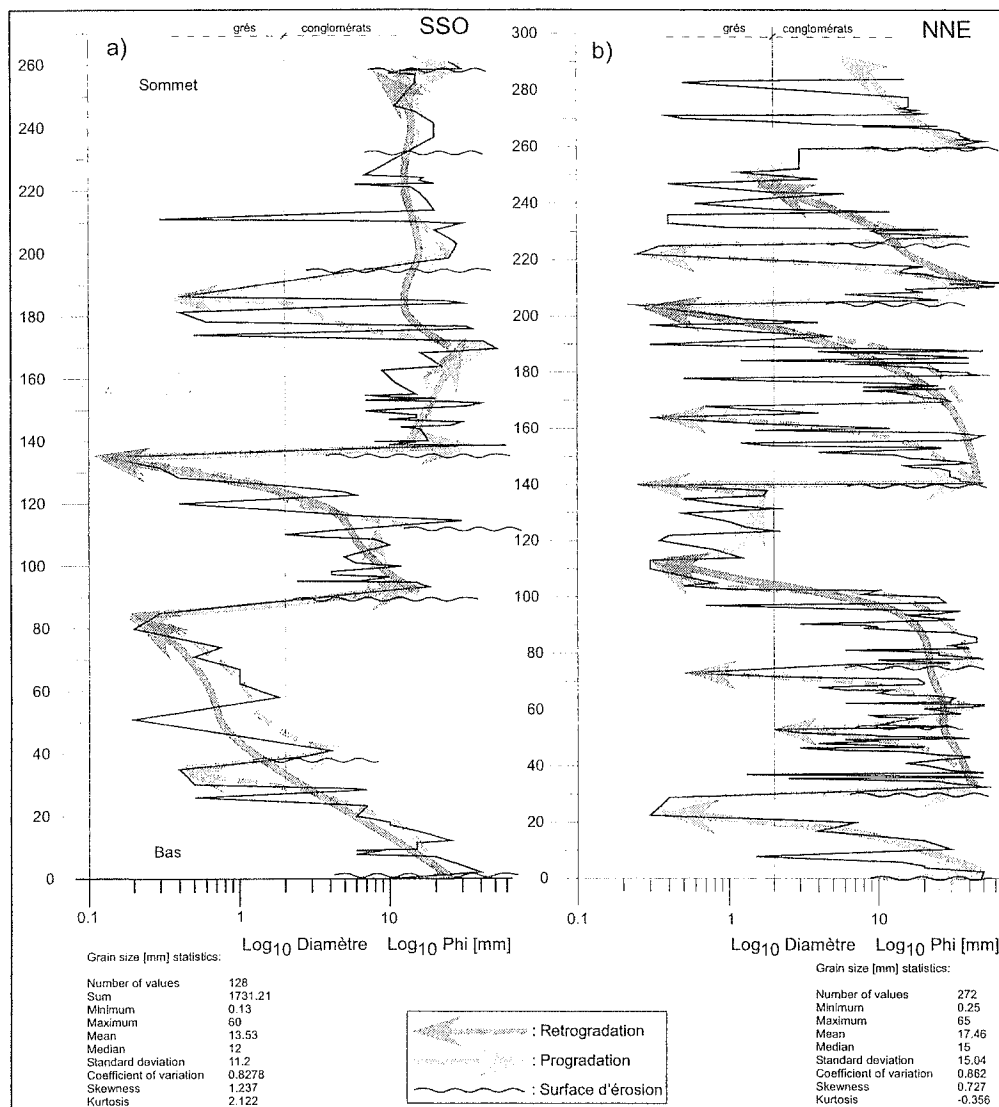 a)
grés
conglomérats
SSO
Sommet
260
240
220
200
180
160
140
120
100
80
60
40
20
0
Bas
0.1
1
10
Log10 Diamètre
Log10 Phi [mm]
b)
grés
conglomérats
NNE
300
280
260
240
220
200
180
160
140
120
100
80
60
40
20
0
0.1
1
10
Log10 Diamètre
Log10 Phi [mm]
Grain size [mm] statistics:
Number of values 128
Sum 1731.21
Minimum 0.13
Maximum 60
Mean 13.53
Median 12
Standard deviation 11.2
Coefficient of variation 0.8278
Skewness 1.237
Kurtosis 2.122
: Retrogradation
: Progradation
: Surface d'érosion
Grain size [mm] statistics:
Number of values 272
Minimum 0.25
Maximum 65
Mean 17.46
Median 15
Standard deviation 15.04
Coefficient of variation 0.862
Skewness 0.727
Kurtosis -0.356